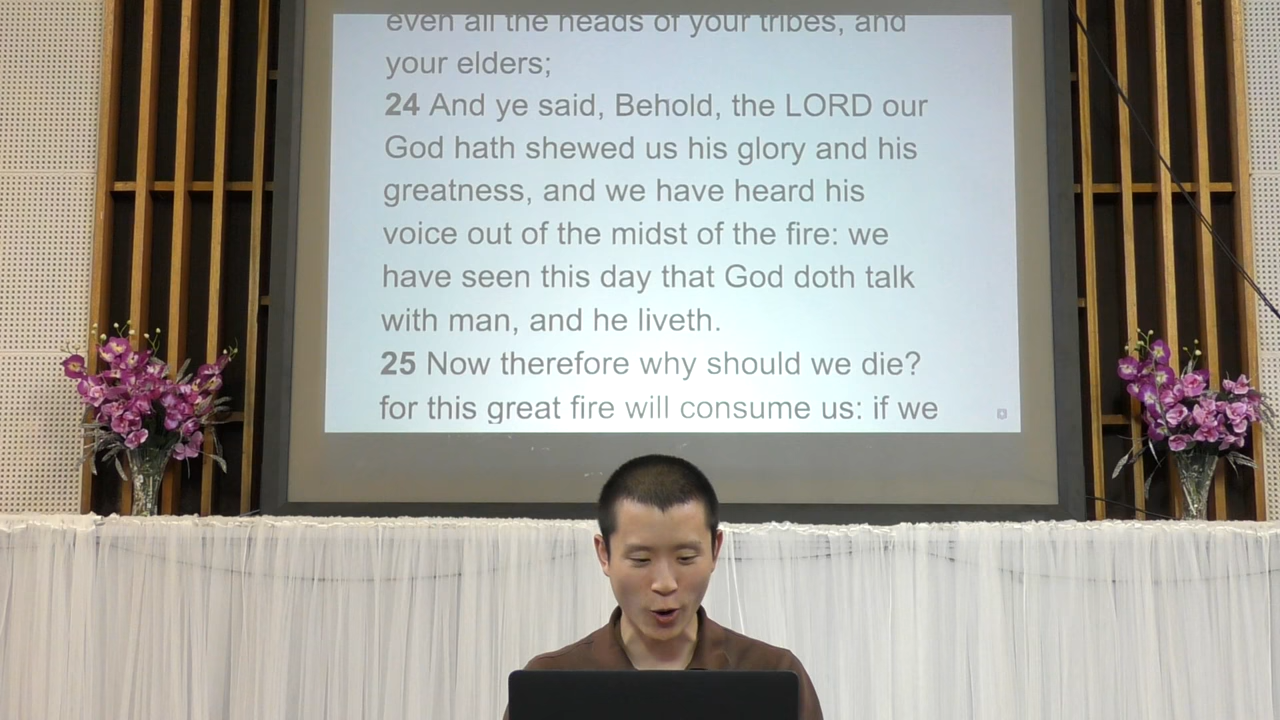 even all the heads of your tribes, and
your elders;
24 And ye said, Behold, the LORD our
God hath shewed us his glory and his
greatness, and we have heard his
voice out of the midst of the fire: we
have seen this day that God doth talk
with man, and he liveth.
25 Now therefore why should we die?
for this great fire will consume us: if we